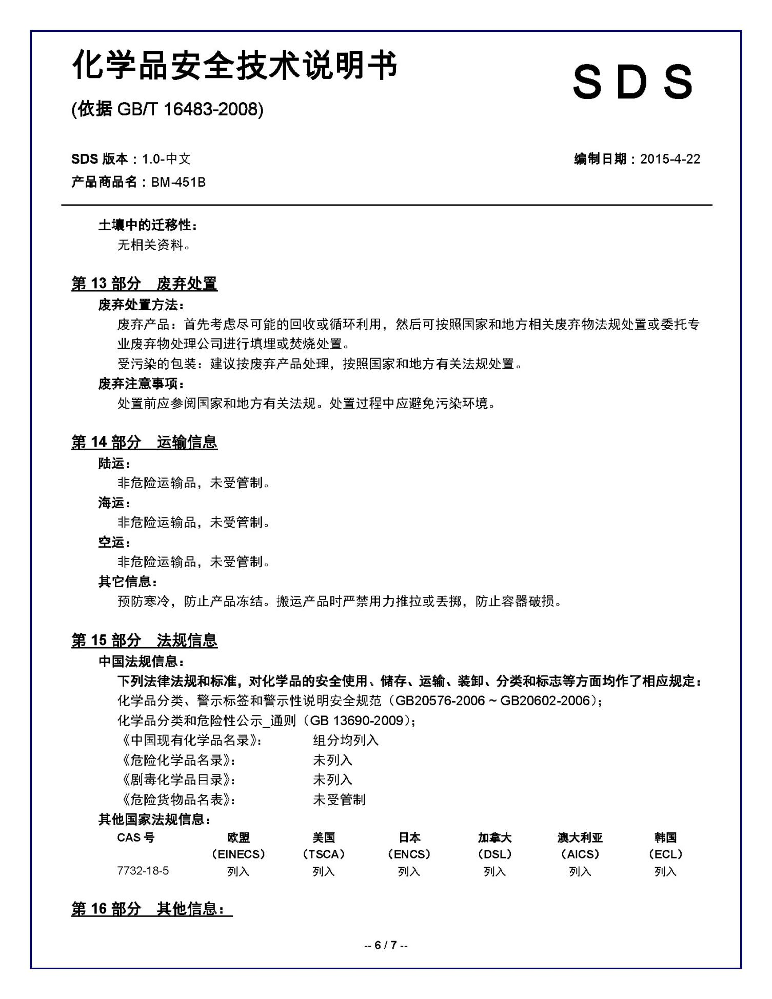 化学品安全技术说明书
SDS
(依据 GB/T 16483-2008)
SDS 版本：1.0-中文
编制日期：2015-4-22
产品商品名：BM-451B
土壤中的迁移性：
无相关资料。
第 13 部分　废弃处置
废弃处置方法：
废弃产品：首先考虑尽可能的回收或循环利用，然后可按照国家和地方相关废弃物法规处置或委托专
业废弃物处理公司进行填埋或焚烧处置。
受污染的包装：建议按废弃产品处理，按照国家和地方有关法规处置。
废弃注意事项：
处置前应参阅国家和地方有关法规。处置过程中应避免污染环境。
第 14 部分　运输信息
陆运：
非危险运输品，未受管制。
海运：
非危险运输品，未受管制。
空运：
非危险运输品，未受管制。
其它信息：
预防寒冷，防止产品冻结。搬运产品时严禁用力推拉或丢掷，防止容器破损。
第 15 部分　法规信息
中国法规信息：
下列法律法规和标准，对化学品的安全使用、储存、运输、装卸、分类和标志等方面均作了相应规定：
化学品分类、警示标签和警示性说明安全规范（GB20576-2006 ~ GB20602-2006）；
化学品分类和危险性公示_通则（GB 13690-2009）；
《中国现有化学品名录》：　组分均列入
《危险化学品名录》：　未列入
《剧毒化学品目录》：　未列入
《危险货物品名表》：　未受管制
其他国家法规信息：
CAS 号　欧盟　美国　日本　加拿大　澳大利亚　韩国
（EINECS）　（TSCA）　（ENCS）　（DSL）　（AICS）　（ECL）
7732-18-5　列入　列入　列入　列入　列入　列入
第 16 部分　其他信息：
-- 6 / 7 --